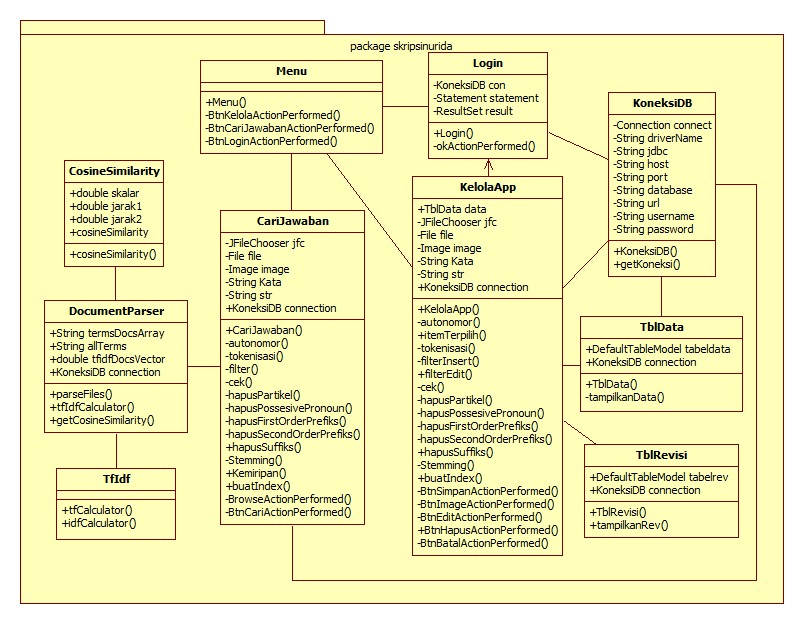 package skripsinurida
Menu
+Menu()
-BtnKelolaActionPerformed()
-BtnCariJawabanActionPerformed()
-BtnLoginActionPerformed()
Login
-KoneksiDB con
-Statement statement
-ResultSet result
+Login()
-okActionPerformed()
KoneksiDB
-Connection connect
-String driverName
-String jdbc
-String host
-String port
-String database
-String url
-String username
-String password
+KoneksiDB()
+getKoneksi()
CosineSimilarity
+double skalar
+double jarak1
+double jarak2
+cosineSimilarity
+cosineSimilarity()
CariJawaban
-JFileChooser jfc
-File file
-Image image
-String Kata
-String str
+KoneksiDB connection
+CariJawaban()
-autonomor()
-tokenisasi()
-filter()
-cek()
-hapusPartikel()
-hapusPossesivePronoun()
-hapusFirstOrderPrefiks()
-hapusSecondOrderPrefiks()
+hapusSuffiks()
-Stemming()
+Kemiripan()
+buatIndex()
-BrowseActionPerformed()
-BtnCariActionPerformed()
KelolaApp
+TblData data
-JFileChooser jfc
-File file
-Image image
-String Kata
-String str
+KoneksiDB connection
+KelolaApp()
-autonomor()
+itemTerpilih()
-tokenisasi()
-filterInsert()
+filterEdit()
-cek()
-hapusPartikel()
-hapusPossesivePronoun()
-hapusFirstOrderPrefiks()
-hapusSecondOrderPrefiks()
+hapusSuffiks()
-Stemming()
+buatIndex()
-BtnSimpanActionPerformed()
-BtnImageActionPerformed()
-BtnEditActionPerformed()
+BtnHapusActionPerformed()
-BtnBatalActionPerformed()
DocumentParser
+String termsDocsArray
+String allTerms
+double tfidfDocsVector
+KoneksiDB connection
+parseFiles()
+tfIdfCalculator()
+getCosineSimilarity()
TblData
+DefaultTableModel tabeldata
+KoneksiDB connection
+TblData()
-tampilkanData()
TblRevisi
+DefaultTableModel tabelrev
+KoneksiDB connection
+TblRevisi()
+tampilkanRev()
TfIdf
+tfCalculator()
+idfCalculator()